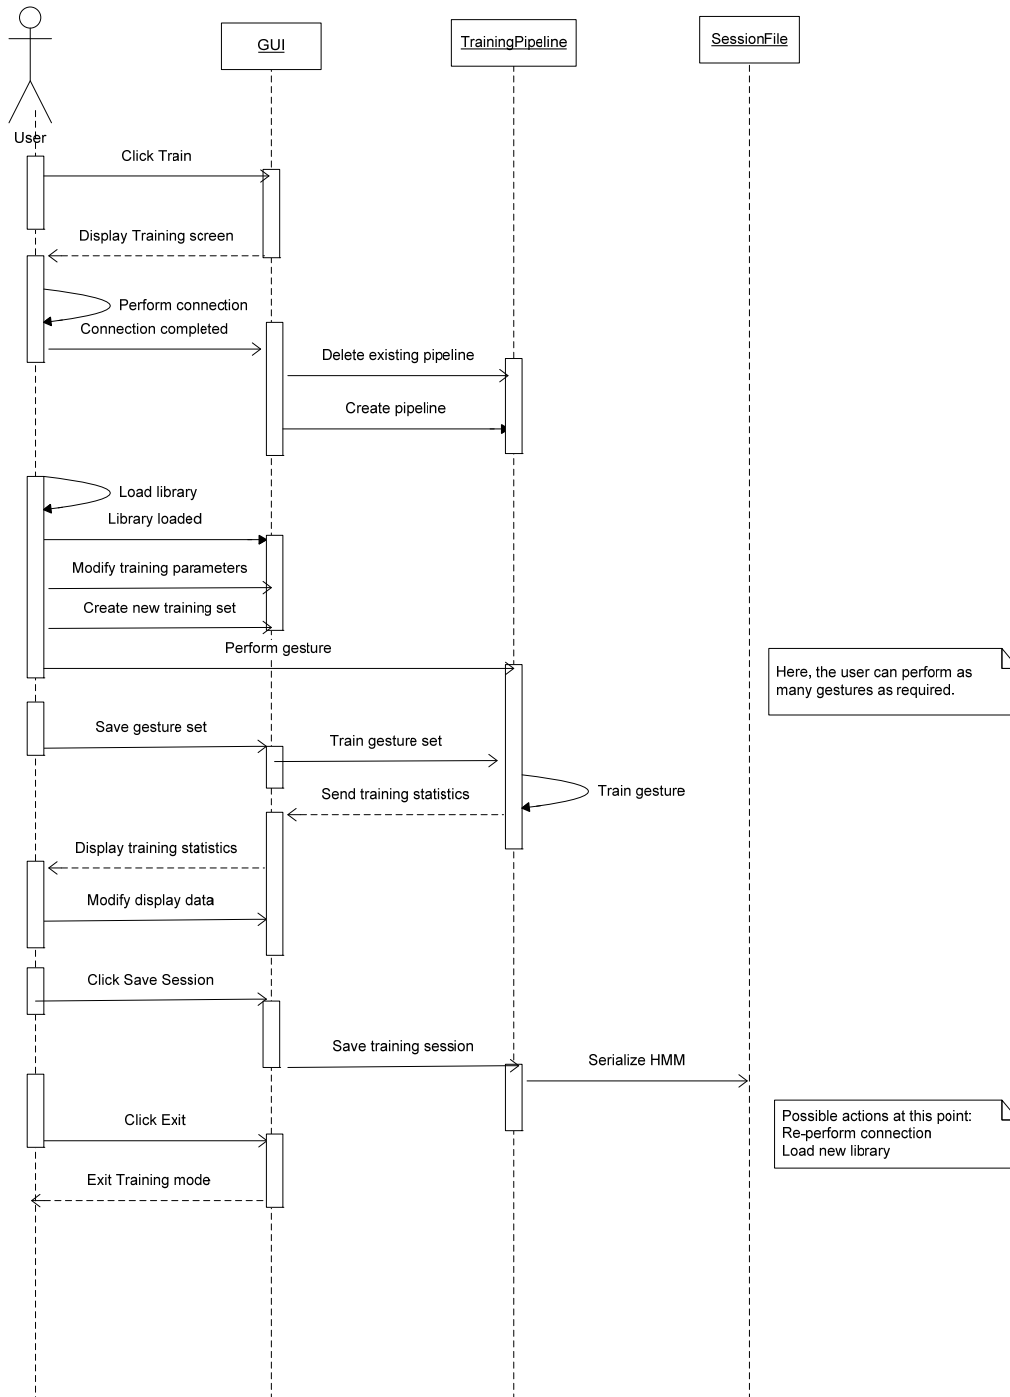 GUI
TrainingPipeline
SessionFile
User
Click Train
Display Training screen
Perform connection
Connection completed
Delete existing pipeline
Create pipeline
Load library
Library loaded
Modify training parameters
Create new training set
Perform gesture
Here, the user can perform as
many gestures as required.
Save gesture set
Train gesture set
Train gesture
Send training statistics
Display training statistics
Modify display data
Click Save Session
Save training session
Serialize HMM
Possible actions at this point:
Re-perform connection
Load new library
Click Exit
Exit Training mode